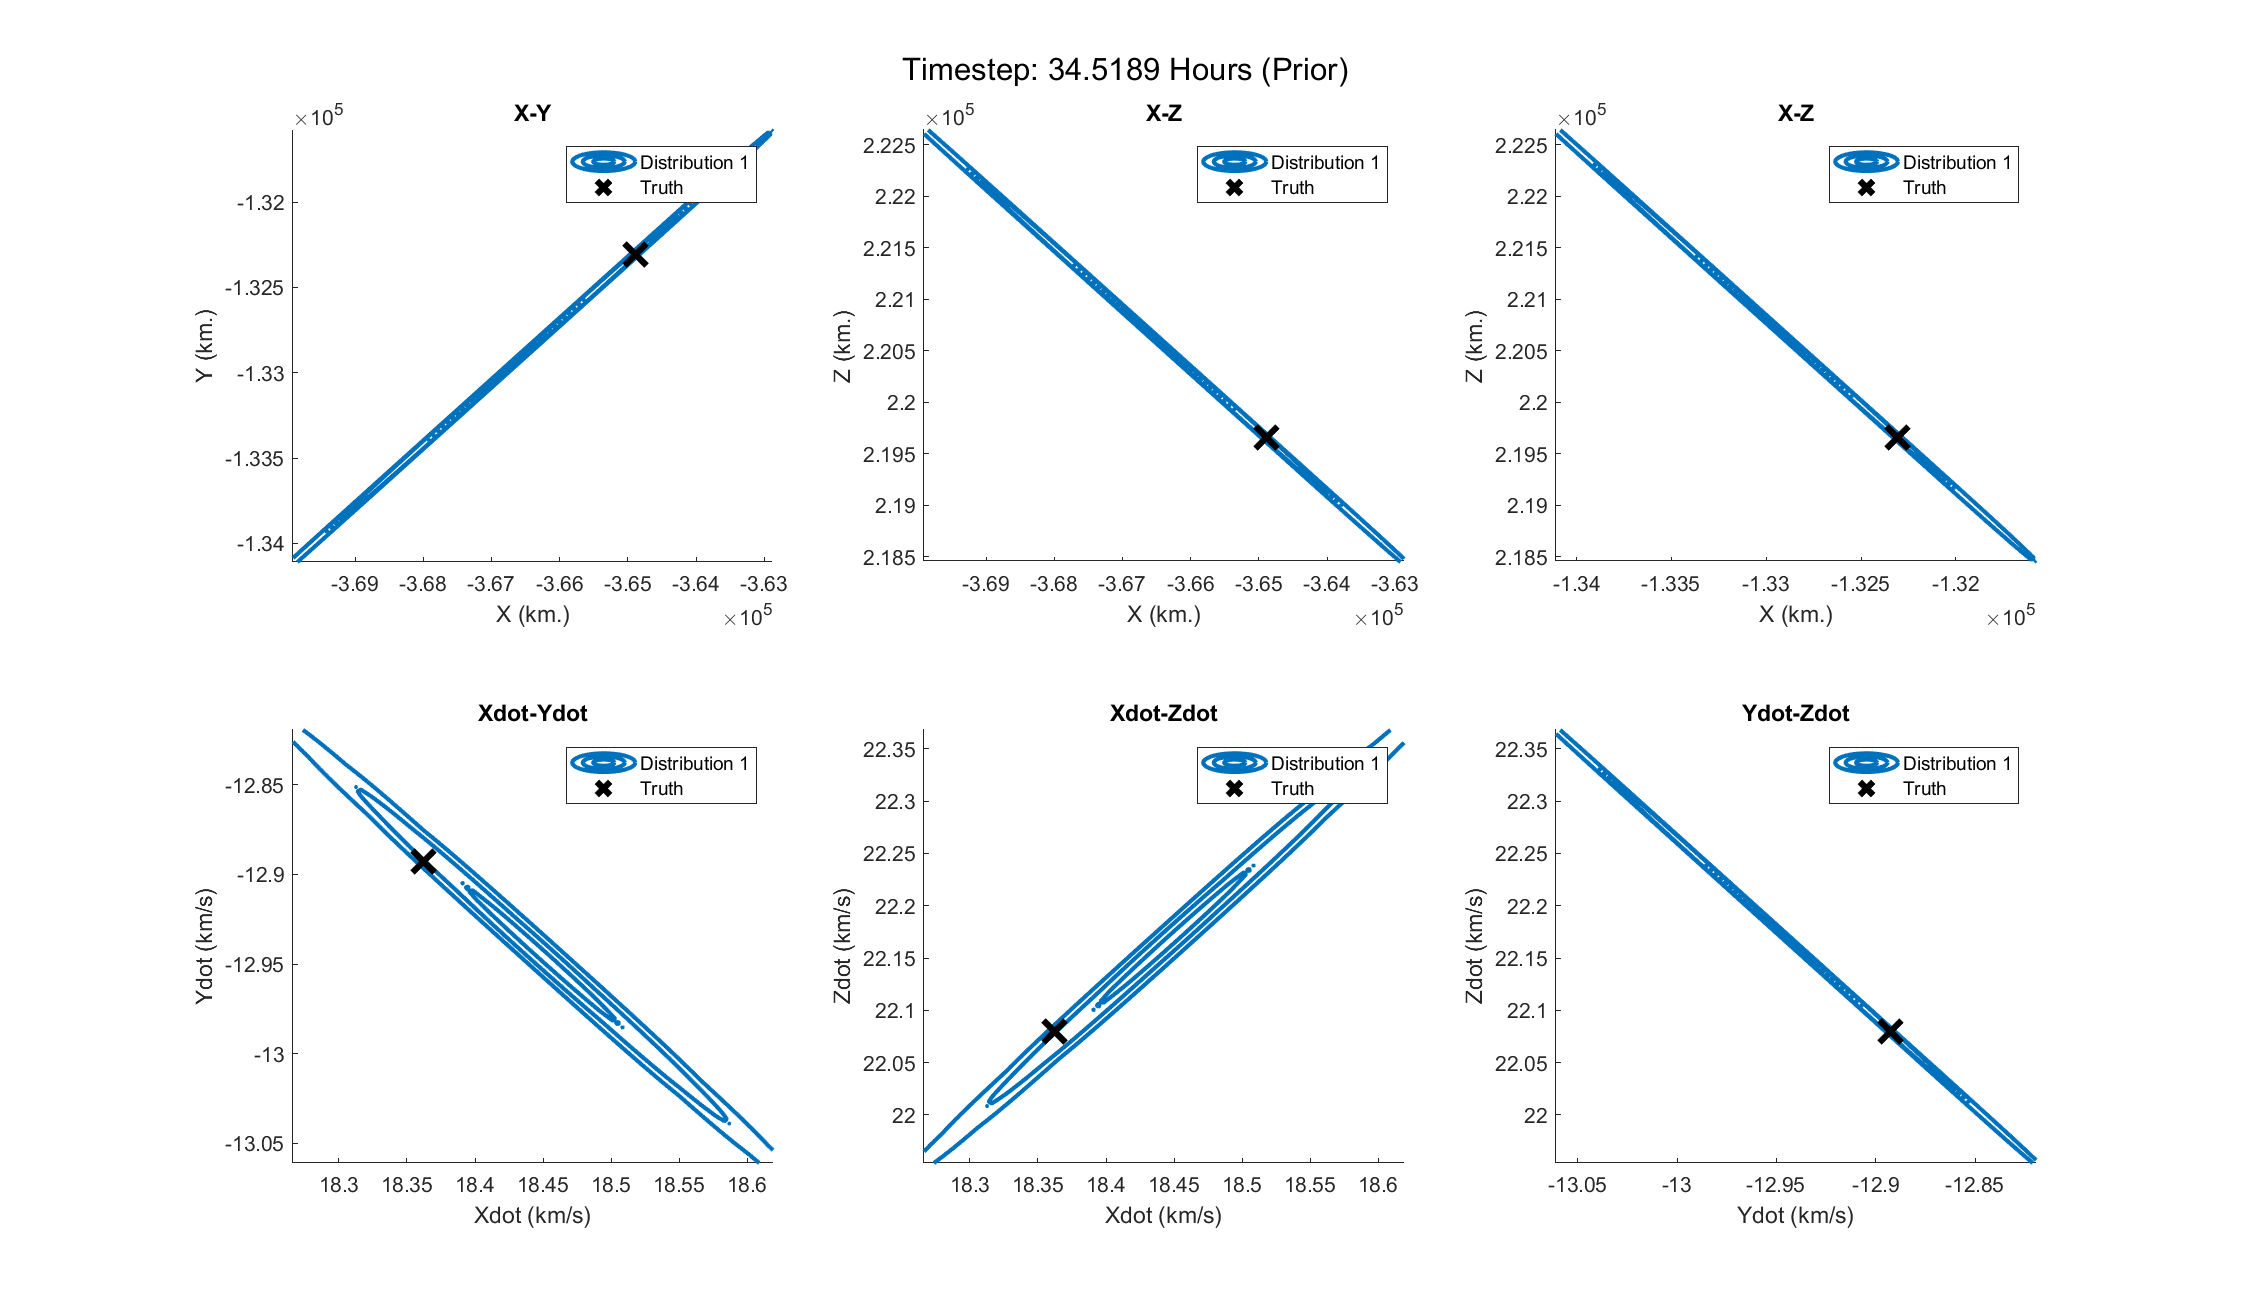 Timestep: 34.5189 Hours (Prior)
X-Y
×10^5
Distribution 1
Truth
-1.32
-1.325
-1.33
-1.335
-1.34
Y (km.)
-3.69 -3.68 -3.67 -3.66 -3.65 -3.64 -3.63
X (km.)
×10^5
X-Z
×10^5
Distribution 1
Truth
2.225
2.22
2.215
2.21
2.205
2.2
2.195
2.19
2.185
Z (km.)
-3.69 -3.68 -3.67 -3.66 -3.65 -3.64 -3.63
X (km.)
×10^5
X-Z
×10^5
Distribution 1
Truth
2.225
2.22
2.215
2.21
2.205
2.2
2.195
2.19
2.185
Z (km.)
-1.34 -1.335 -1.33 -1.325 -1.32
X (km.)
×10^5
Xdot-Ydot
Distribution 1
Truth
-12.85
-12.9
-12.95
-13
-13.05
Ydot (km/s)
18.3 18.35 18.4 18.45 18.5 18.55 18.6
Xdot (km/s)
Xdot-Zdot
Distribution 1
Truth
22.35
22.3
22.25
22.2
22.15
22.1
22.05
22
Zdot (km/s)
18.3 18.35 18.4 18.45 18.5 18.55 18.6
Xdot (km/s)
Ydot-Zdot
Distribution 1
Truth
22.35
22.3
22.25
22.2
22.15
22.1
22.05
22
Zdot (km/s)
-13.05 -13 -12.95 -12.9 -12.85
Ydot (km/s)